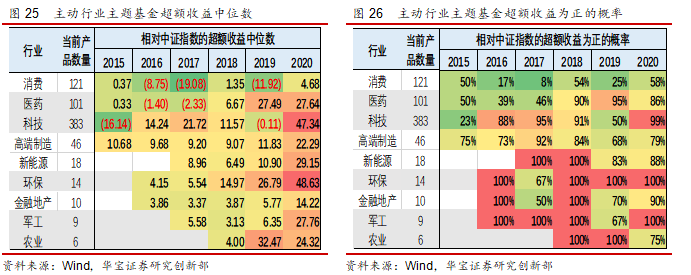 图 25 主动行业主题基金超额收益中位数
行业 当前产品数量 相对中证指数的超额收益中位数
2015 2016 2017 2018 2019 2020
消费 121 0.37 (8.75) (19.08) 1.35 (11.92) 4.68
医药 101 0.33 (1.40) (2.33) 6.67 27.49 27.64
科技 383 (16.14) 14.24 21.72 11.57 (0.11) 47.34
高端制造 46 10.68 9.68 9.20 9.07 11.83 22.29
新能源 18 8.96 6.49 10.90 29.15
环保 14 4.15 5.54 14.97 26.79 48.63
金融地产 10 3.86 3.37 3.87 5.77 14.22
军工 9 5.58 3.13 6.35 27.76
农业 6 4.00 32.47 24.32
资料来源：Wind，华宝证券研究创新部
图 26 主动行业主题基金超额收益为正的概率
行业 当前产品数量 相对中证指数的超额收益为正的概率
2015 2016 2017 2018 2019 2020
消费 121 50% 17% 8% 54% 25% 58%
医药 101 50% 39% 46% 90% 95% 86%
科技 383 23% 88% 95% 91% 50% 99%
高端制造 46 75% 73% 92% 84% 68% 79%
新能源 18 100% 100% 83% 88%
环保 14 100% 67% 100% 100% 100%
金融地产 10 100% 50% 100% 70% 90%
军工 9 100% 100% 100% 67% 100%
农业 6 100% 100% 75%
资料来源：Wind，华宝证券研究创新部